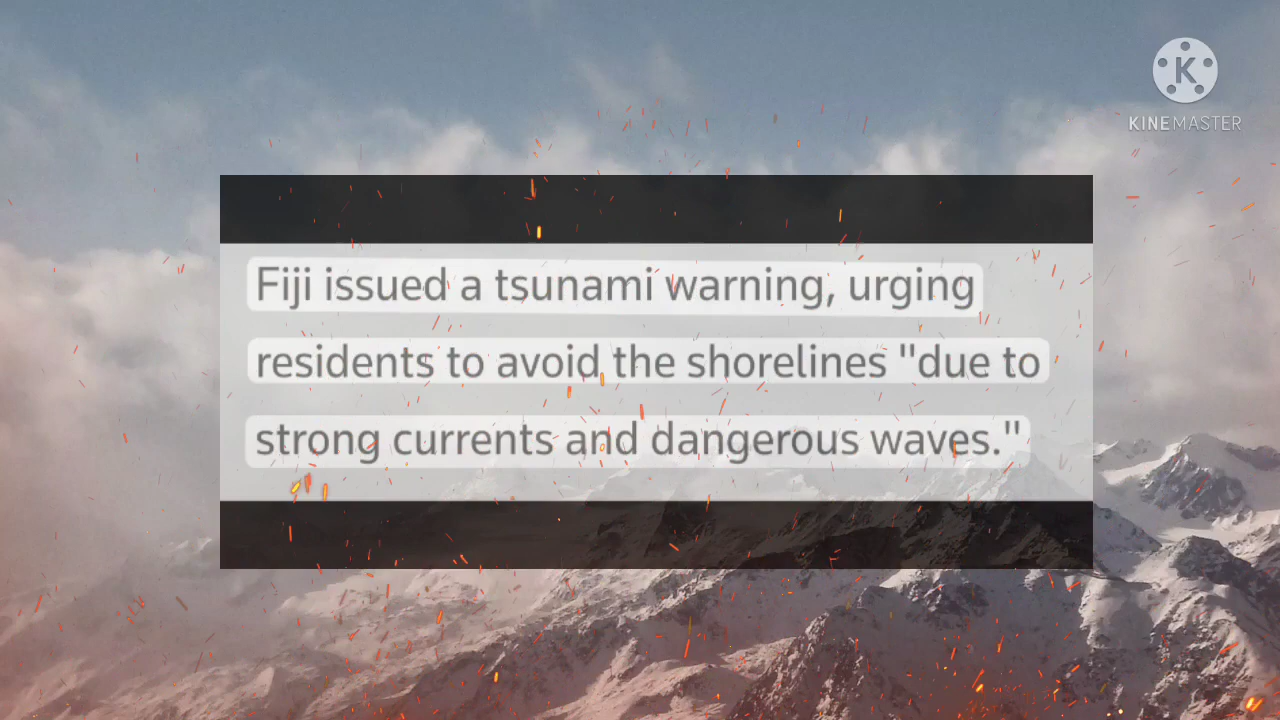 KINEMASTER
Fiji issued a tsunami warning, urging
residents to avoid the shorelines "due to
strong currents and dangerous waves."